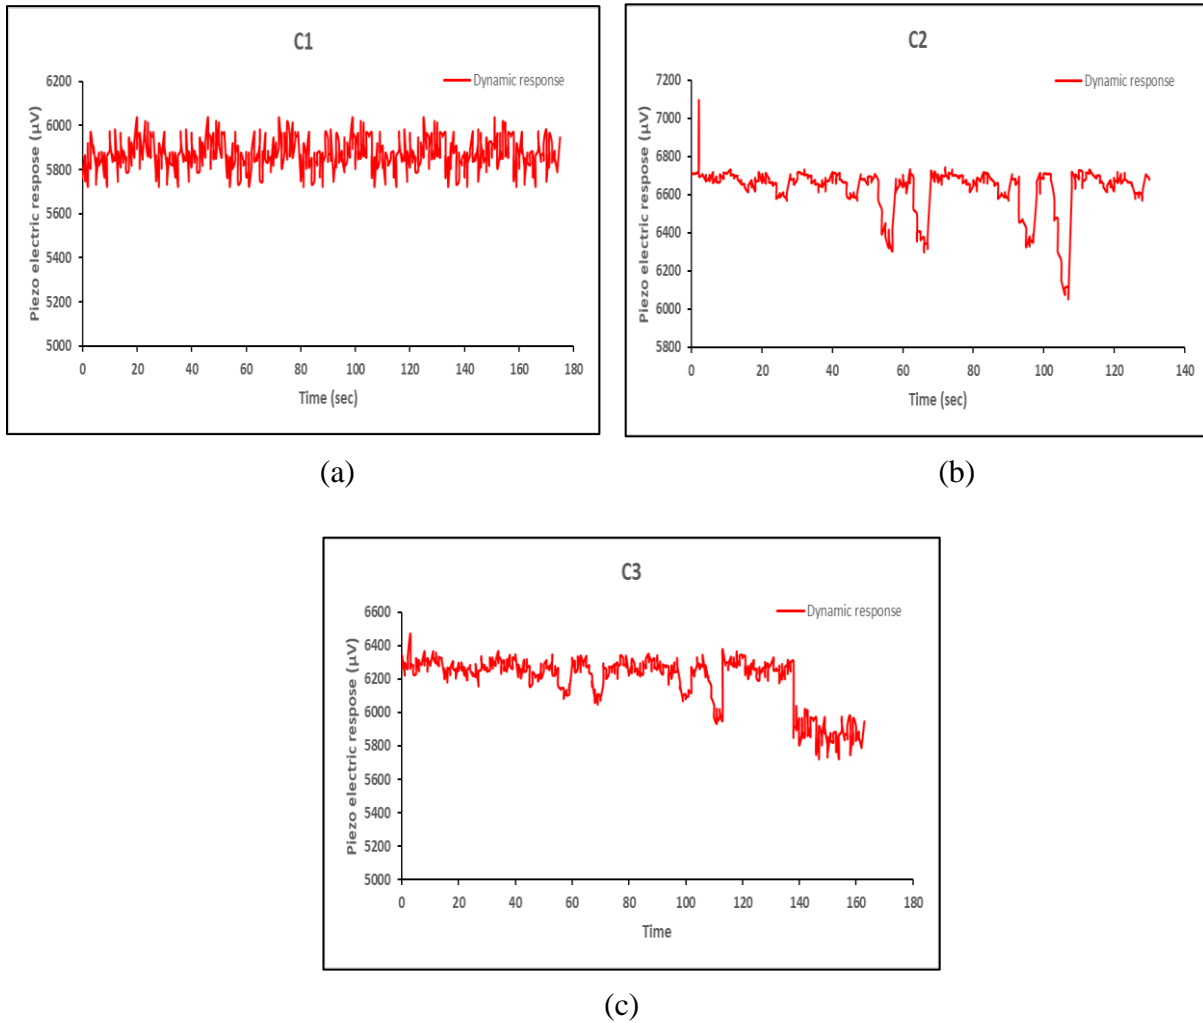 C1
Dynamic response
Piezo electric respose (µV)
6200
6000
5800
5600
5400
5200
5000
0 20 40 60 80 100 120 140 160 180
Time (sec)
(a)
C2
Dynamic response
Piezo electric respose (µV)
7200
7000
6800
6600
6400
6200
6000
5800
0 20 40 60 80 100 120 140
Time (sec)
(b)
C3
Dynamic response
Piezo electric respose (µV)
6600
6400
6200
6000
5800
5600
5400
5200
5000
0 20 40 60 80 100 120 140 160 180
Time
(c)